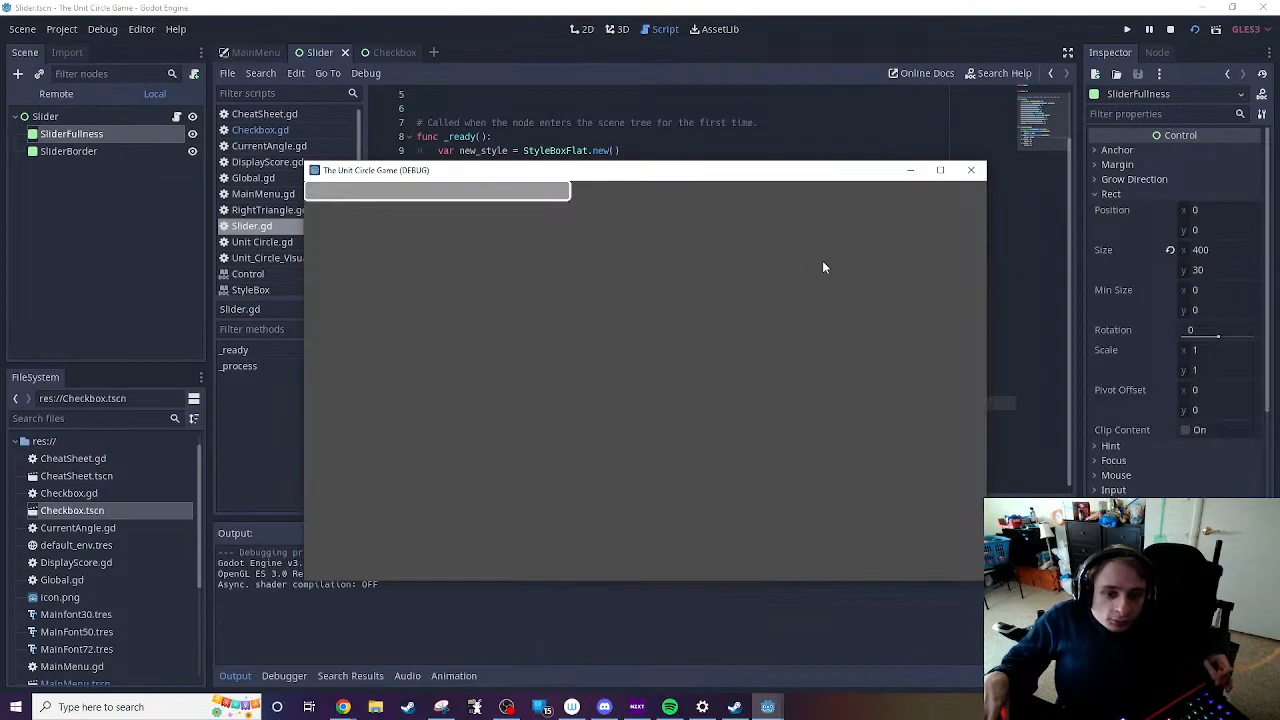 Slider.tscn - The Unit Circle Game - Godot Engine
Scene Project Debug Editor Help
2D 3D Script AssetLib
GLES3
Scene Import
Filter nodes
Remote Local
Slider
SliderFullness
SliderBorder
MainMenu Slider Checkbox
File Search Edit Go To Debug
Online Docs Search Help
Filter scripts
CheatSheet.gd
Checkbox.gd
CurrentAngle.gd
DisplayScore.gd
Global.gd
MainMenu.gd
RightTriangle.gd
Slider.gd
Unit Circle.gd
Unit_Circle_Visu
Control
StyleBox
Slider.gd
Filter methods
_ready
_process
5
6
7 # Called when the node enters the scene tree for the first time.
8 func _ready():
9 var new_style = StyleBoxFlat.new()
The Unit Circle Game (DEBUG)
Inspector Node
SliderFullness
Filter properties
Control
Anchor
Margin
Grow Direction
Rect
Position x 0
y 0
Size x 400
y 30
Min Size x 0
y 0
Rotation 0
Scale x 1
y 1
Pivot Offset x 0
y 0
Clip Content On
Hint
Focus
Mouse
Input
FileSystem
res://Checkbox.tscn
Search files
res://
CheatSheet.gd
CheatSheet.tscn
Checkbox.gd
Checkbox.tscn
CurrentAngle.gd
default_env.tres
DisplayScore.gd
Global.gd
icon.png
MainFont30.tres
MainFont50.tres
MainFont72.tres
MainMenu.gd
MainMenu.tscn
Output:
--- Debugging pr
Godot Engine v3.
OpenGL ES 3.0 Re
Async. shader compilation: OFF
Output Debugger Search Results Audio Animation
Type here to search
15
NEXT